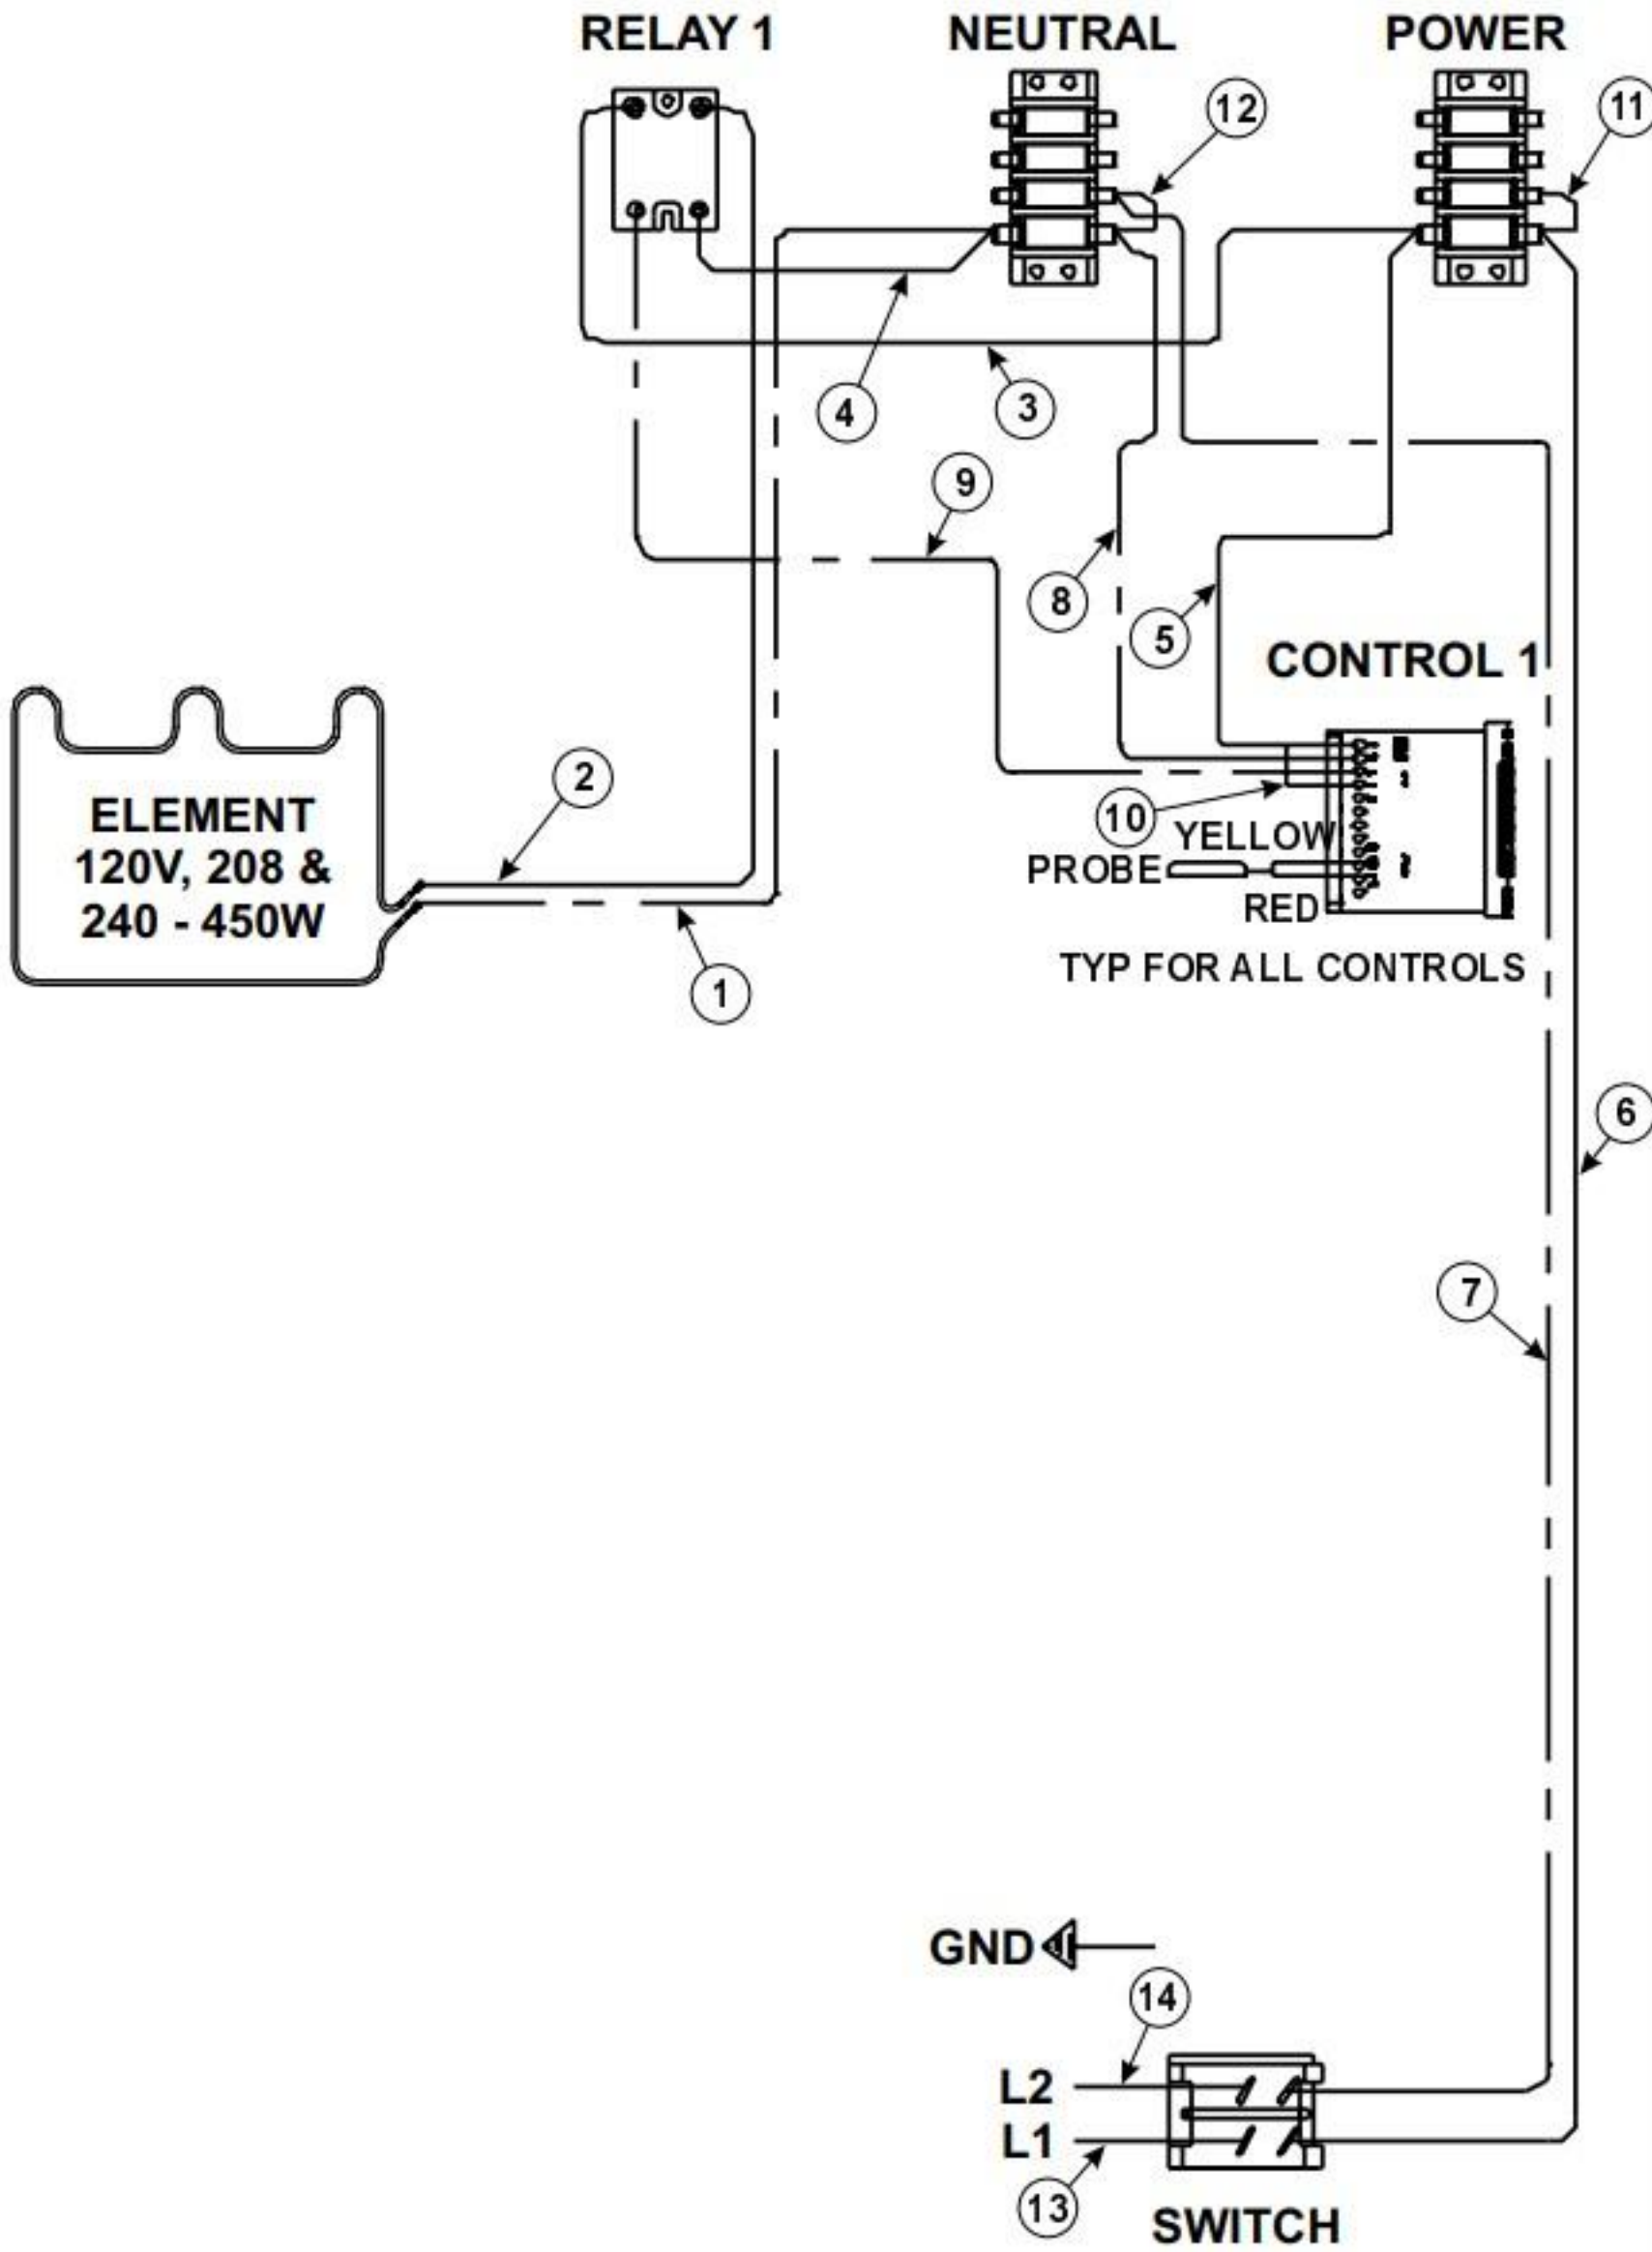 RELAY 1
NEUTRAL
POWER
12
11
4
3
9
8
5
CONTROL 1
2
ELEMENT
120V, 208 &
240 - 450W
10
YELLOW
PROBE
RED
1
TYP FOR ALL CONTROLS
6
7
GND
14
L2
L1
13
SWITCH